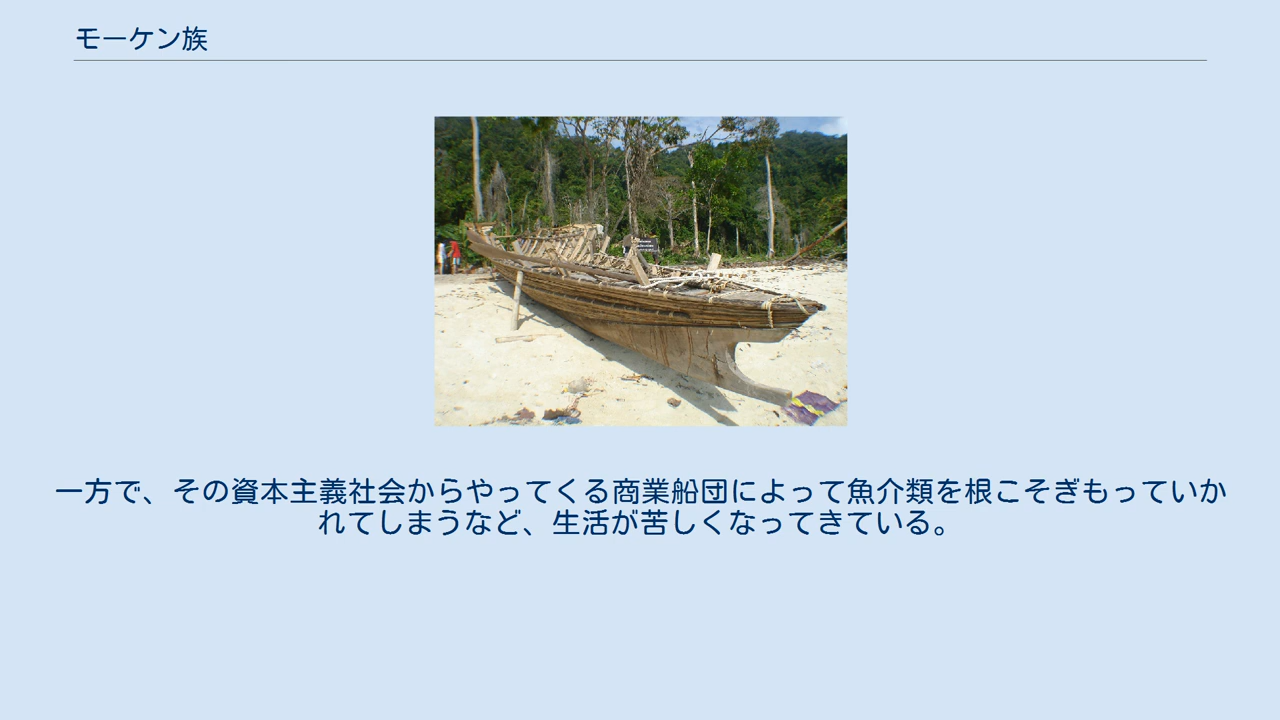 モーケン族
一方で、その資本主義社会からやってくる商業船団によって魚介類を根こそぎもっていか
れてしまうなど、生活が苦しくなってきている。